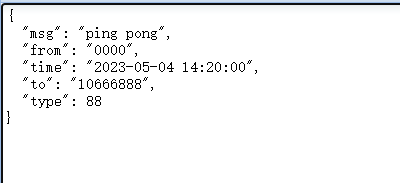 {
"msg": "ping pong",
"from": "0000",
"time": "2023-05-04 14:20:00",
"to": "10666888",
"type": 88
}